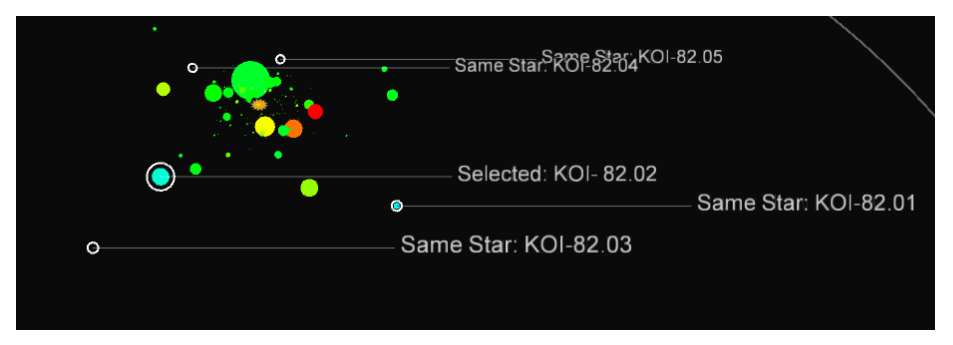 Same Star: KOI-82.05
Same Star: KOI-82.04
Selected: KOI- 82.02
Same Star: KOI-82.01
Same Star: KOI-82.03